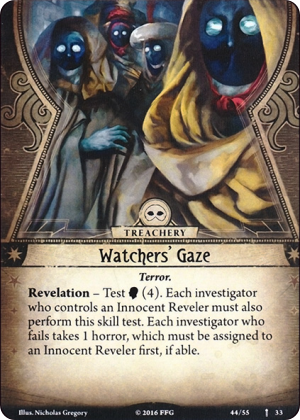 TREACHERY
Watchers' Gaze
Terror.
Revelation – Test (4). Each investigator
who controls an Innocent Reveler must also
perform this skill test. Each investigator who
fails takes 1 horror, which must be assigned to
an Innocent Reveler first, if able.
Illus. Nicholas Gregory © 2016 FFG 44/55 33